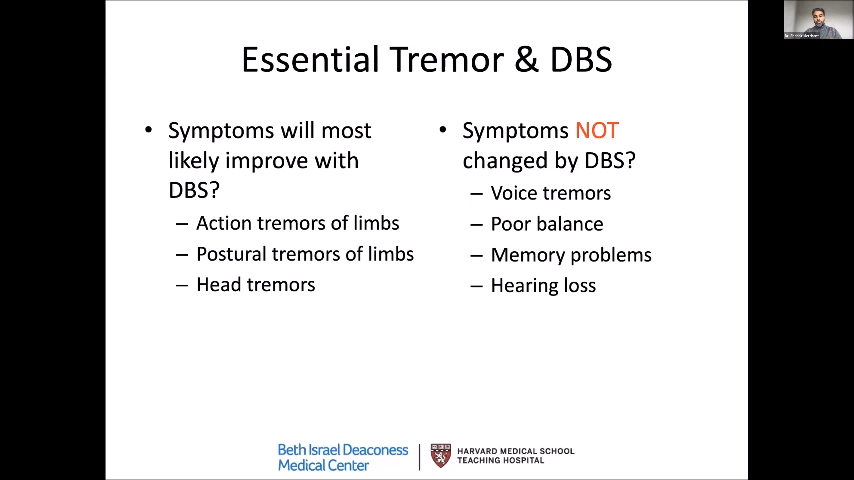 Essential Tremor & DBS
• Symptoms will most
likely improve with
DBS?
– Action tremors of limbs
– Postural tremors of limbs
– Head tremors
• Symptoms NOT
changed by DBS?
– Voice tremors
– Poor balance
– Memory problems
– Hearing loss
Beth Israel Deaconess
Medical Center
HARVARD MEDICAL SCHOOL
TEACHING HOSPITAL